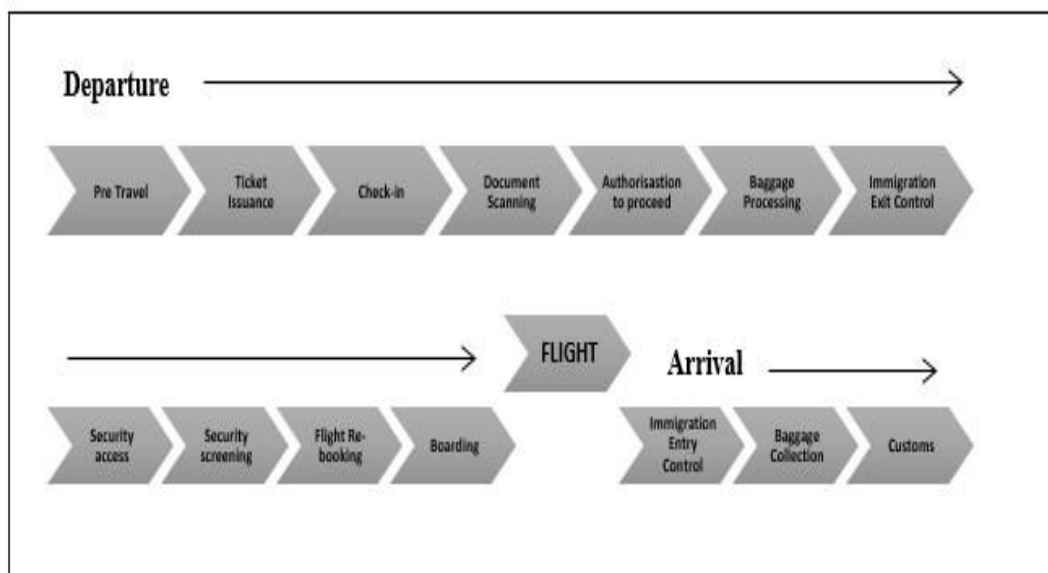 Departure
Pre Travel
Ticket
Issuance
Check-in
Document
Scanning
Authorisastion
to proceed
Baggage
Processing
Immigration
Exit Control
FLIGHT
Arrival
Security
access
Security
screening
Flight Re-
booking
Boarding
Immigration
Entry
Control
Baggage
Collection
Customs